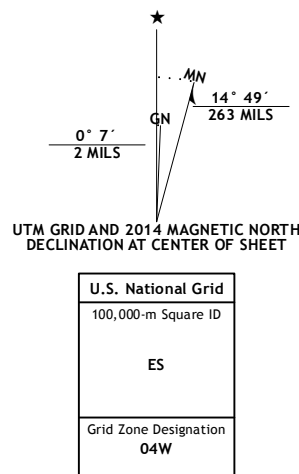 ★
MN
GN
14° 49´
263 MILS
0° 7´
2 MILS
UTM GRID AND 2014 MAGNETIC NORTH
DECLINATION AT CENTER OF SHEET
U.S. National Grid
100,000-m Square ID
ES
Grid Zone Designation
04W